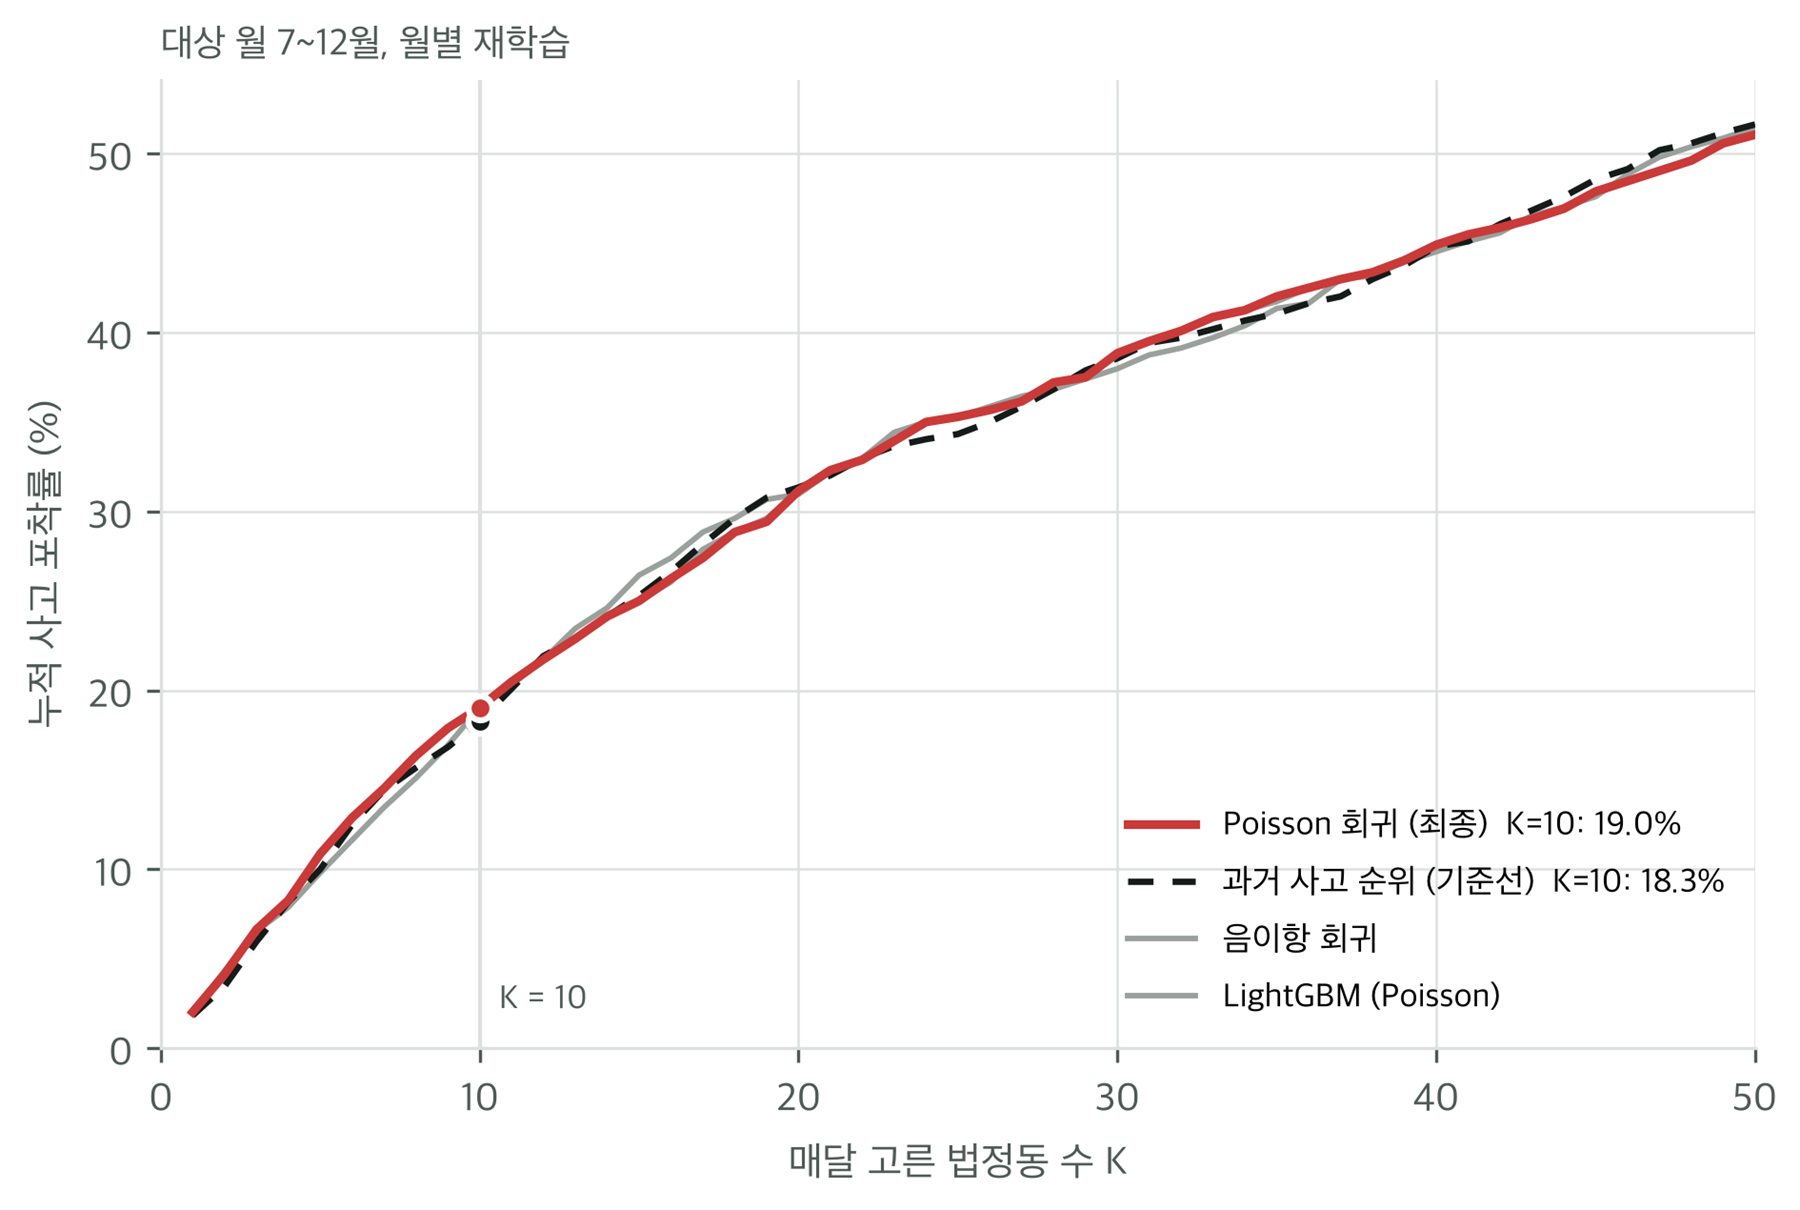 대상 월 7~12월, 월별 재학습
누적 사고 포착률 (%)
50
40
30
20
10
0
Poisson 회귀 (최종) K=10: 19.0%
과거 사고 순위 (기준선) K=10: 18.3%
음이항 회귀
LightGBM (Poisson)
K = 10
0 10 20 30 40 50
매달 고른 법정동 수 K